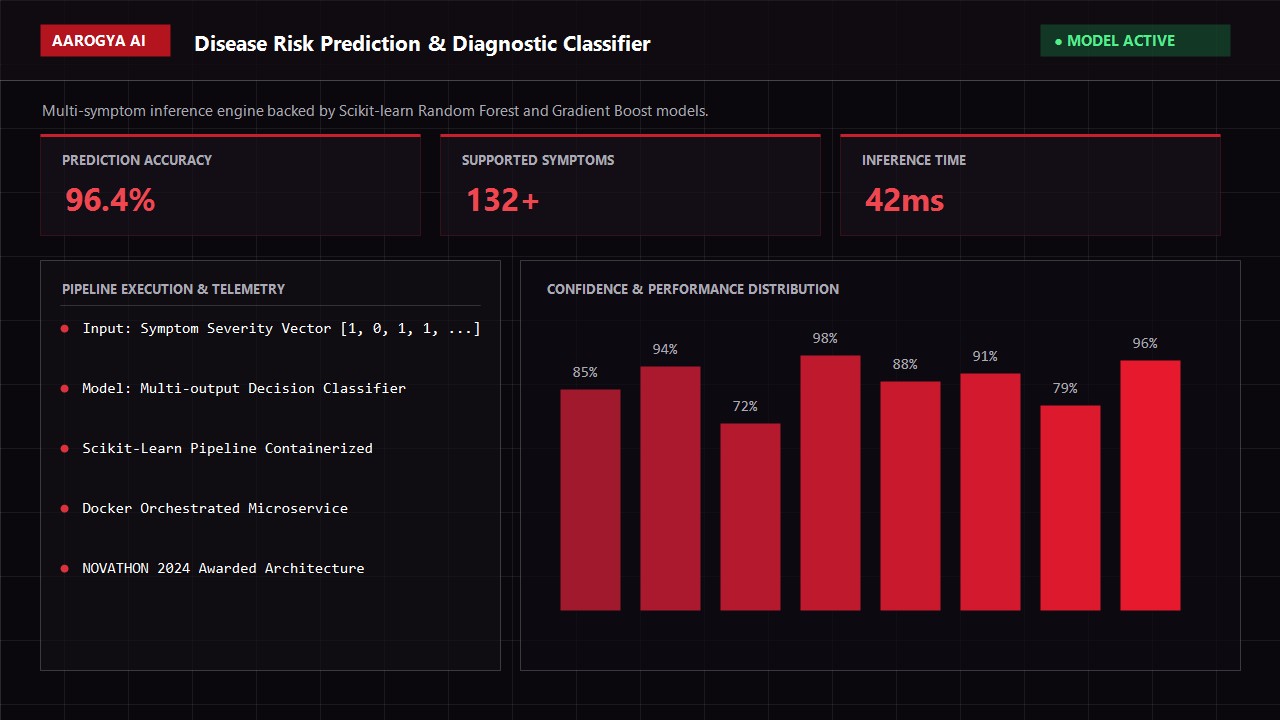 AAROGYA AI
Disease Risk Prediction & Diagnostic Classifier
● MODEL ACTIVE
Multi-symptom inference engine backed by Scikit-learn Random Forest and Gradient Boost models.
PREDICTION ACCURACY
96.4%
SUPPORTED SYMPTOMS
132+
INFERENCE TIME
42ms
PIPELINE EXECUTION & TELEMETRY
Input: Symptom Severity Vector [1, 0, 1, 1, ...]
Model: Multi-output Decision Classifier
Scikit-Learn Pipeline Containerized
Docker Orchestrated Microservice
NOVATHON 2024 Awarded Architecture
CONFIDENCE & PERFORMANCE DISTRIBUTION
85%
94%
72%
98%
88%
91%
79%
96%